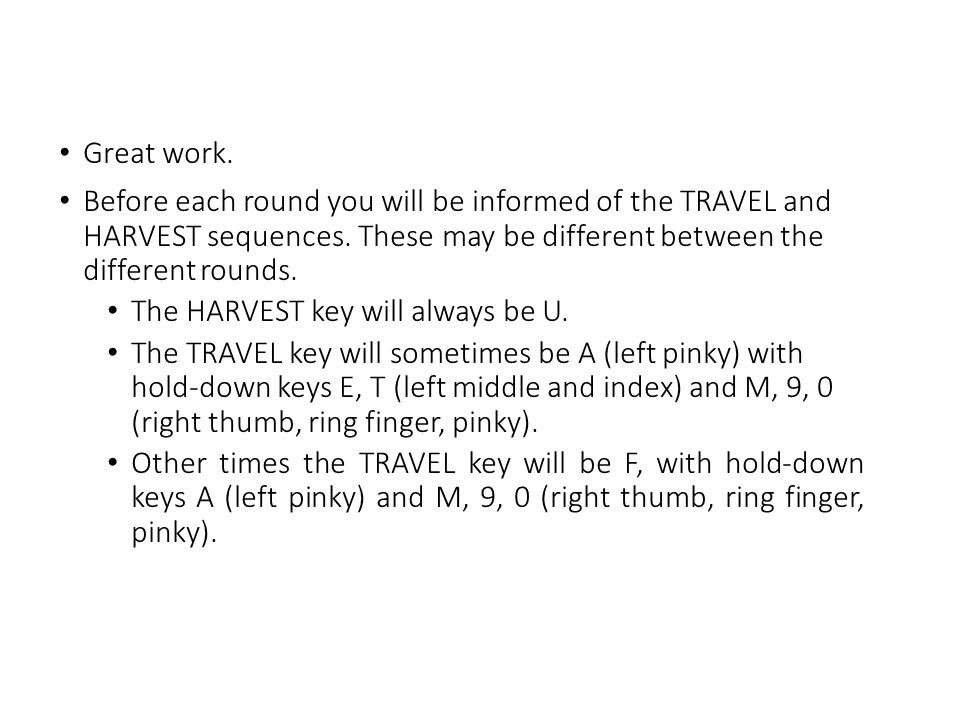 • Great work.
• Before each round you will be informed of the TRAVEL and
HARVEST sequences. These may be different between the
different rounds.
• The HARVEST key will always be U.
• The TRAVEL key will sometimes be A (left pinky) with
hold-down keys E, T (left middle and index) and M, 9, 0
(right thumb, ring finger, pinky).
• Other times the TRAVEL key will be F, with hold-down
keys A (left pinky) and M, 9, 0 (right thumb, ring finger,
pinky).